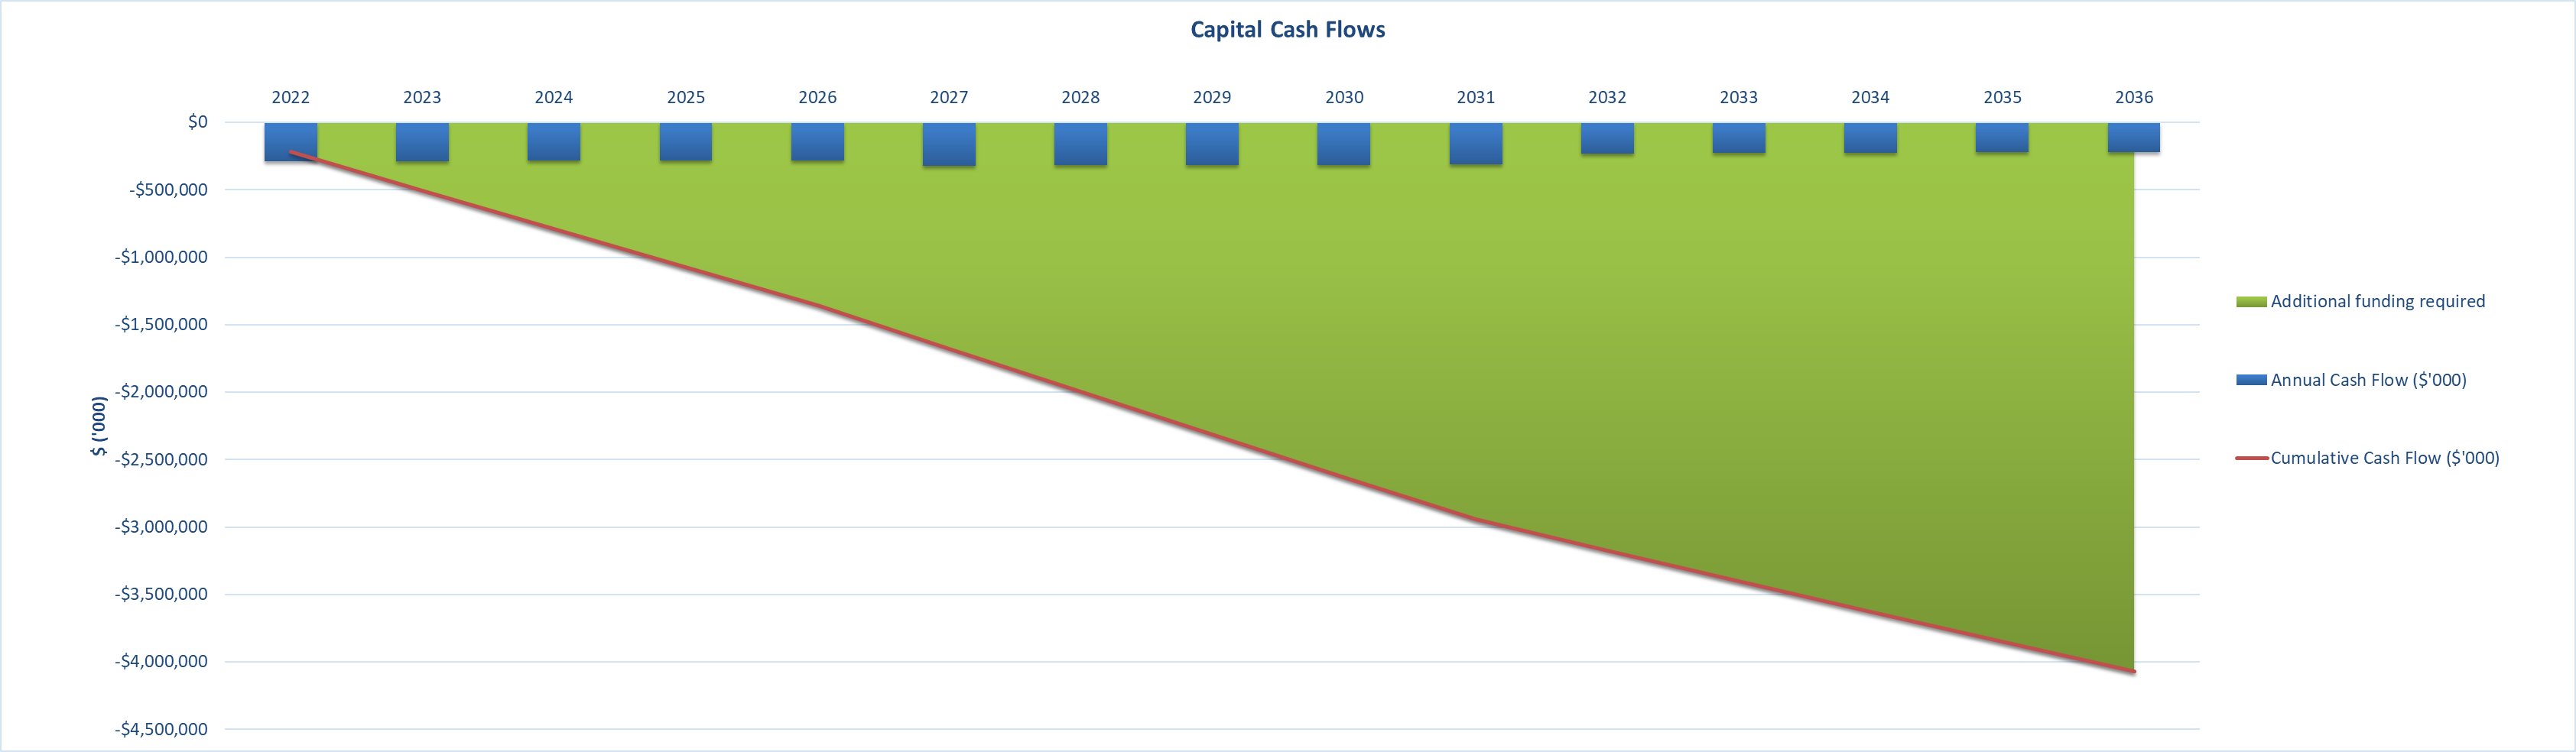 Capital Cash Flows
2022 2023 2024 2025 2026 2027 2028 2029 2030 2031 2032 2033 2034 2035 2036
$0
-$500,000
-$1,000,000
-$1,500,000
-$2,000,000
-$2,500,000
-$3,000,000
-$3,500,000
-$4,000,000
-$4,500,000
$ ('000)
Additional funding required
Annual Cash Flow ($'000)
Cumulative Cash Flow ($'000)